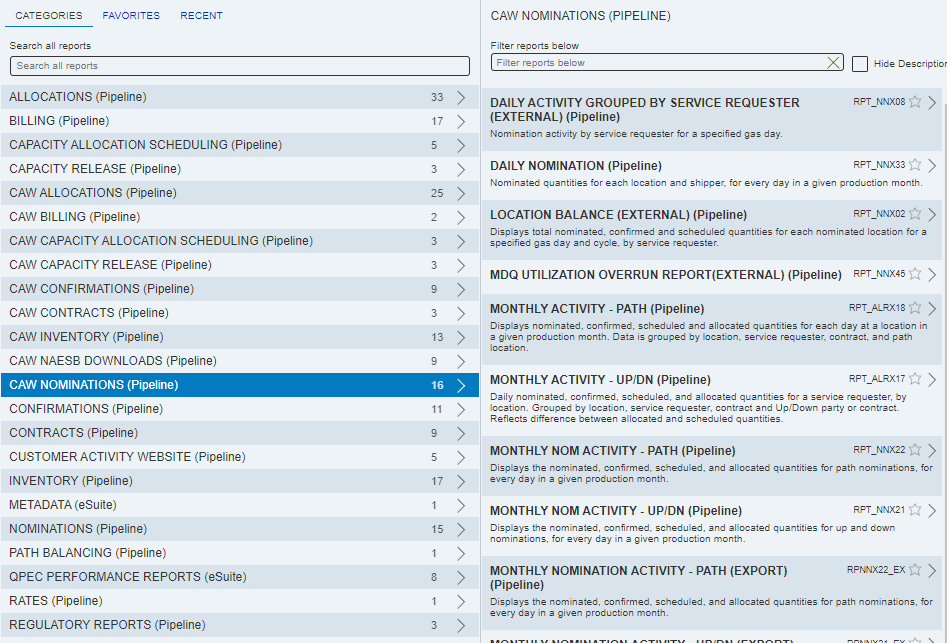 CATEGORIES FAVORITES RECENT
Search all reports
Search all reports
ALLOCATIONS (Pipeline) 33
BILLING (Pipeline) 17
CAPACITY ALLOCATION SCHEDULING (Pipeline) 5
CAPACITY RELEASE (Pipeline) 3
CAW ALLOCATIONS (Pipeline) 25
CAW BILLING (Pipeline) 2
CAW CAPACITY ALLOCATION SCHEDULING (Pipeline) 3
CAW CAPACITY RELEASE (Pipeline) 3
CAW CONFIRMATIONS (Pipeline) 9
CAW CONTRACTS (Pipeline) 3
CAW INVENTORY (Pipeline) 13
CAW NAESB DOWNLOADS (Pipeline) 9
CAW NOMINATIONS (Pipeline) 16
CONFIRMATIONS (Pipeline) 11
CONTRACTS (Pipeline) 9
CUSTOMER ACTIVITY WEBSITE (Pipeline) 5
INVENTORY (Pipeline) 17
METADATA (eSuite) 1
NOMINATIONS (Pipeline) 15
PATH BALANCING (Pipeline) 1
QPEC PERFORMANCE REPORTS (eSuite) 8
RATES (Pipeline) 1
REGULATORY REPORTS (Pipeline) 3
CAW NOMINATIONS (PIPELINE)
Filter reports below
Filter reports below Hide Description
DAILY ACTIVITY GROUPED BY SERVICE REQUESTER RPT_NNX08
(EXTERNAL) (Pipeline)
Nomination activity by service requester for a specified gas day.
DAILY NOMINATION (Pipeline) RPT_NNX33
Nominated quantities for each location and shipper, for every day in a given production month.
LOCATION BALANCE (EXTERNAL) (Pipeline) RPT_NNX02
Displays total nominated, confirmed and scheduled quantities for each nominated location for a
specified gas day and cycle, by service requester.
MDQ UTILIZATION OVERRUN REPORT(EXTERNAL) (Pipeline) RPT_NNX45
MONTHLY ACTIVITY - PATH (Pipeline) RPT_ALRX18
Displays nominated, confirmed, scheduled and allocated quantities for each day at a location in
a given production month. Data is grouped by location, service requester, contract, and path
location.
MONTHLY ACTIVITY - UP/DN (Pipeline) RPT_ALRX17
Daily nominated, confirmed, scheduled, and allocated quantities for a service requester, by
location. Grouped by location, service requester, contract and Up/Down party or contract.
Reflects difference between allocated and scheduled quantities.
MONTHLY NOM ACTIVITY - PATH (Pipeline) RPT_NNX22
Displays the nominated, confirmed, scheduled, and allocated quantities for path nominations, for
every day in a given production month.
MONTHLY NOM ACTIVITY - UP/DN (Pipeline) RPT_NNX21
Displays the nominated, confirmed, scheduled, and allocated quantities for up and down
nominations, for every day in a given production month.
MONTHLY NOMINATION ACTIVITY - PATH (EXPORT) RPNNX22_EX
(Pipeline)
Displays the nominated, confirmed, scheduled, and allocated quantities for path nominations, for
every day in a given production month.
MONTHLY NOMINATION ACTIVITY - UP/DN (EXPORT) RPNNX21_EX